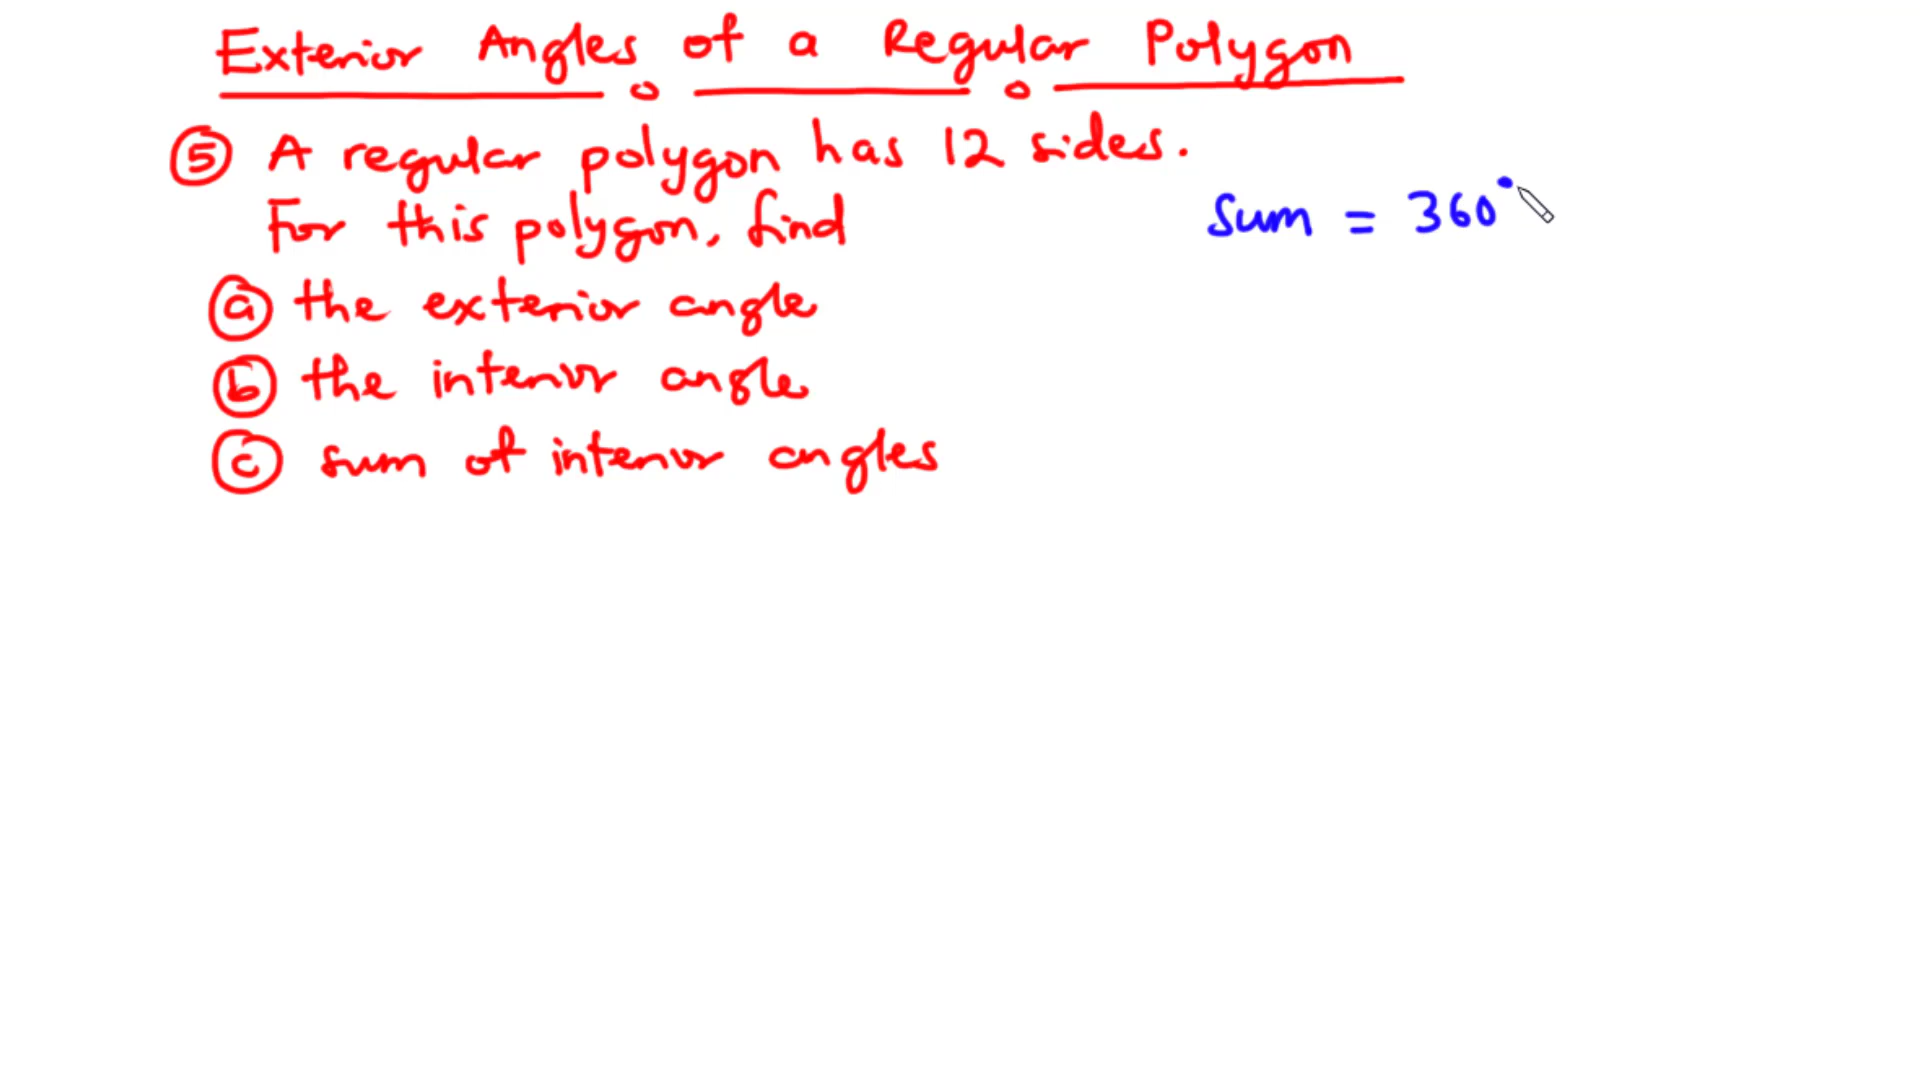 Exterior Angles of a Regular Polygon
5 A regular polygon has 12 sides.
For this polygon, find
Sum = 360°
a the exterior angle
b the interior angle
c sum of interior angles